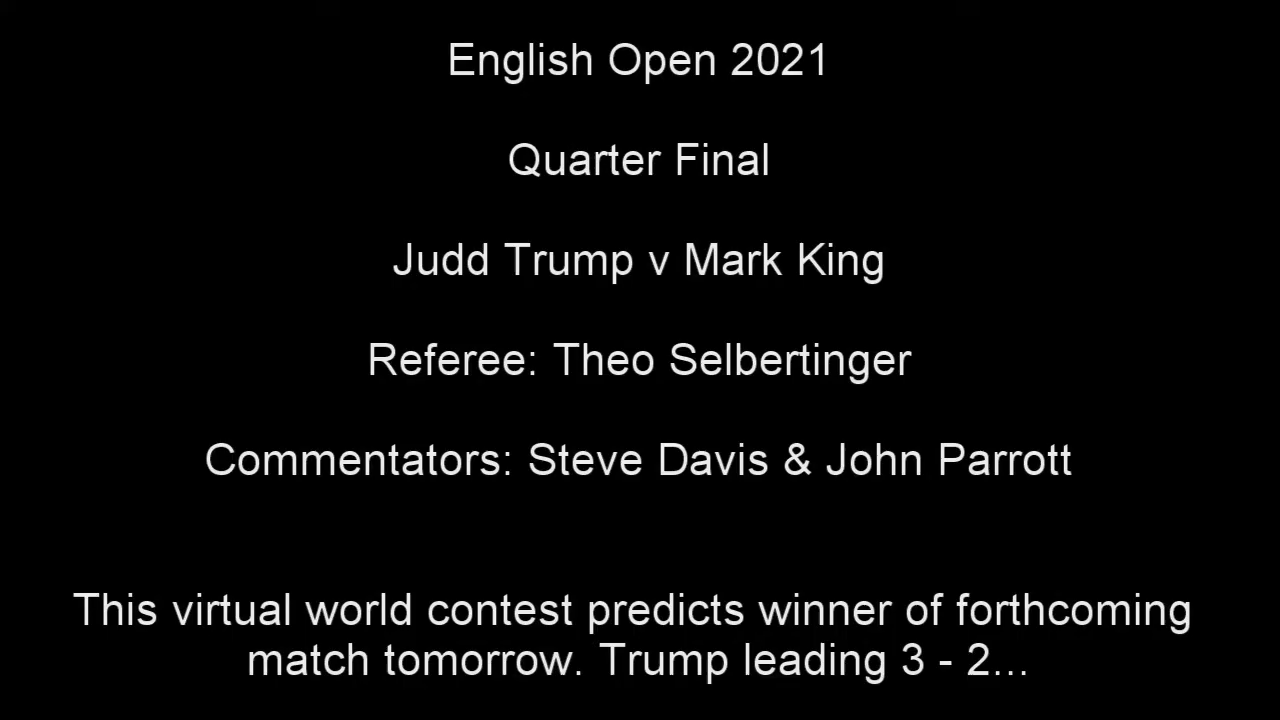 English Open 2021
Quarter Final
Judd Trump v Mark King
Referee: Theo Selbertinger
Commentators: Steve Davis & John Parrott
This virtual world contest predicts winner of forthcoming
match tomorrow. Trump leading 3 - 2...